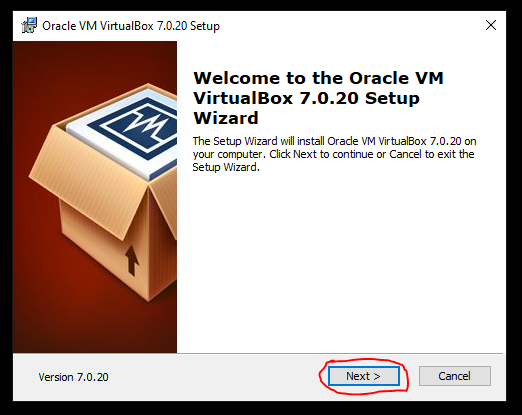 Oracle VM VirtualBox 7.0.20 Setup
VM
Welcome to the Oracle VM
VirtualBox 7.0.20 Setup
Wizard
The Setup Wizard will install Oracle VM VirtualBox 7.0.20 on
your computer. Click Next to continue or Cancel to exit the
Setup Wizard.
Version 7.0.20
Next >
Cancel